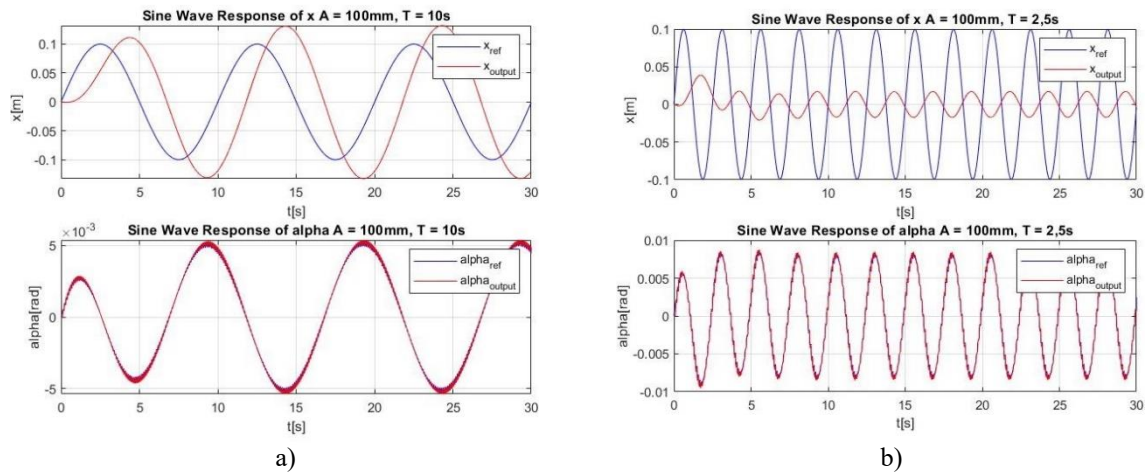 Sine Wave Response of x A = 100mm, T = 10s
0.1
0.05
0
-0.05
-0.1
x[m]
x_ref
x_output
0 5 10 15 20 25 30
t[s]
×10^-3
Sine Wave Response of alpha A = 100mm, T = 10s
5
0
-5
alpha[rad]
alpha_ref
alpha_output
0 5 10 15 20 25 30
t[s]
a)
Sine Wave Response of x A = 100mm, T = 2,5s
0.1
0.05
0
-0.05
-0.1
x[m]
x_ref
x_output
0 5 10 15 20 25 30
t[s]
Sine Wave Response of alpha A = 100mm, T = 2,5s
0.01
0.005
0
-0.005
-0.01
alpha[rad]
alpha_ref
alpha_output
0 5 10 15 20 25 30
t[s]
b)